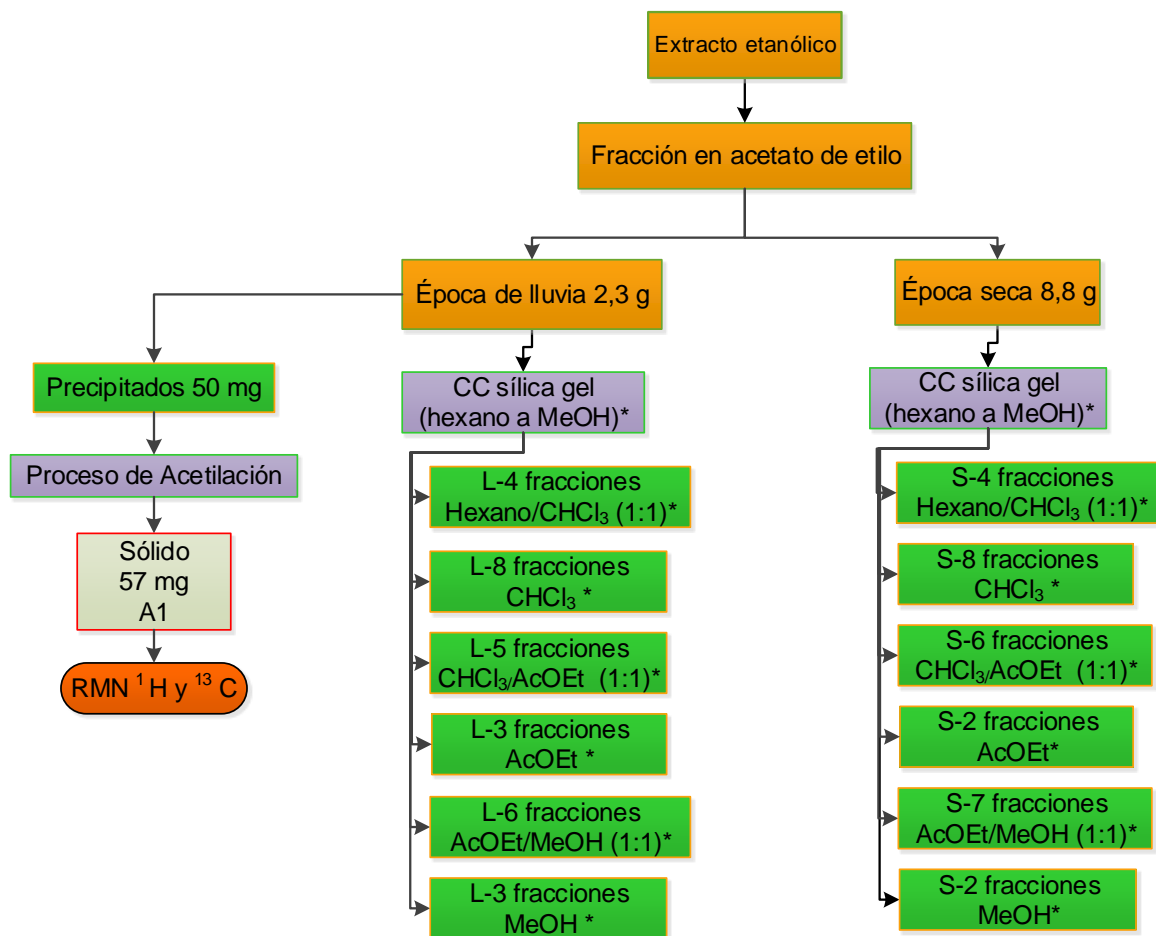 Extracto etanólico
Fracción en acetato de etilo
Época de lluvia 2,3 g
Época seca 8,8 g
Precipitados 50 mg
Proceso de Acetilación
Sólido
57 mg
A1
RMN ¹ H y ¹³ C
CC sílica gel
(hexano a MeOH)*
L-4 fracciones
Hexano/CHCl₃ (1:1)*
L-8 fracciones
CHCl₃ *
L-5 fracciones
CHCl₃/AcOEt (1:1)*
L-3 fracciones
AcOEt *
L-6 fracciones
AcOEt/MeOH (1:1)*
L-3 fracciones
MeOH *
CC sílica gel
(hexano a MeOH)*
S-4 fracciones
Hexano/CHCl₃ (1:1)*
S-8 fracciones
CHCl₃ *
S-6 fracciones
CHCl₃/AcOEt (1:1)*
S-2 fracciones
AcOEt*
S-7 fracciones
AcOEt/MeOH (1:1)*
S-2 fracciones
MeOH*